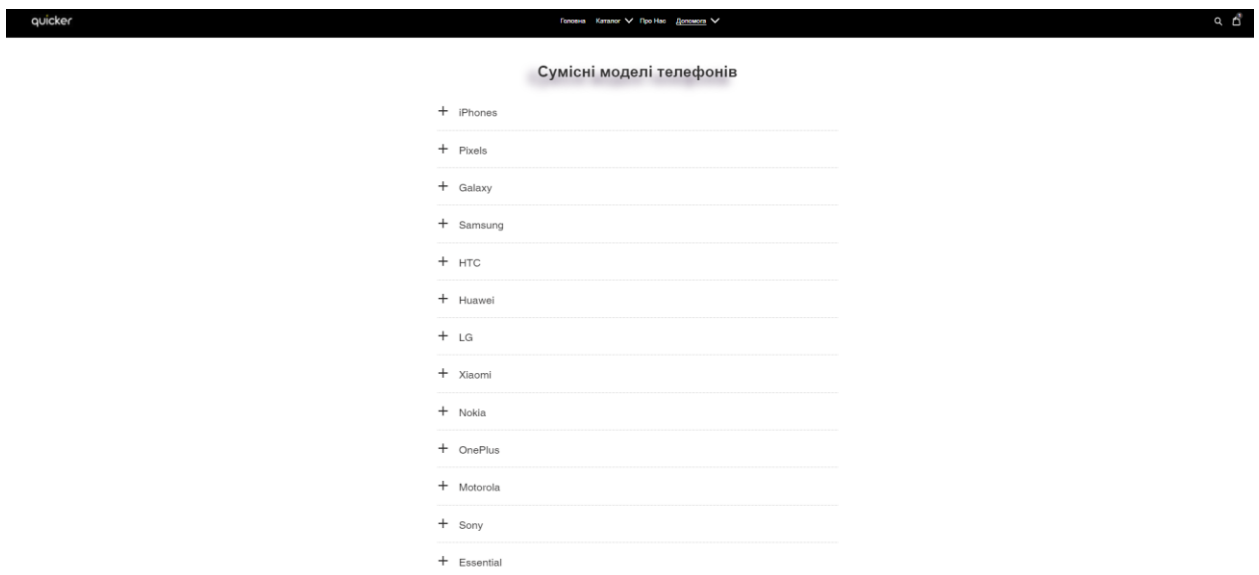 quicker
Головна Каталог Про Нас Допомога
Сумісні моделі телефонів
iPhones
Pixels
Galaxy
Samsung
HTC
Huawei
LG
Xiaomi
Nokia
OnePlus
Motorola
Sony
Essential